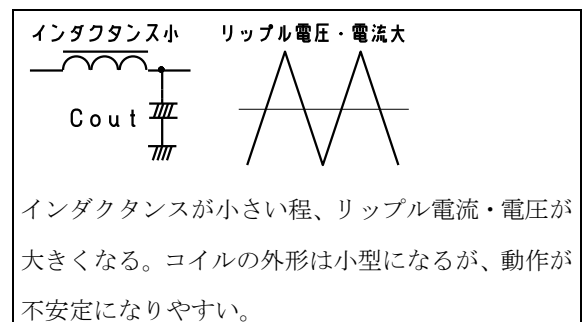 インダクタンス小
リップル電圧・電流大
Cout
インダクタンスが小さい程、リップル電流・電圧が
大きくなる。コイルの外形は小型になるが、動作が
不安定になりやすい。